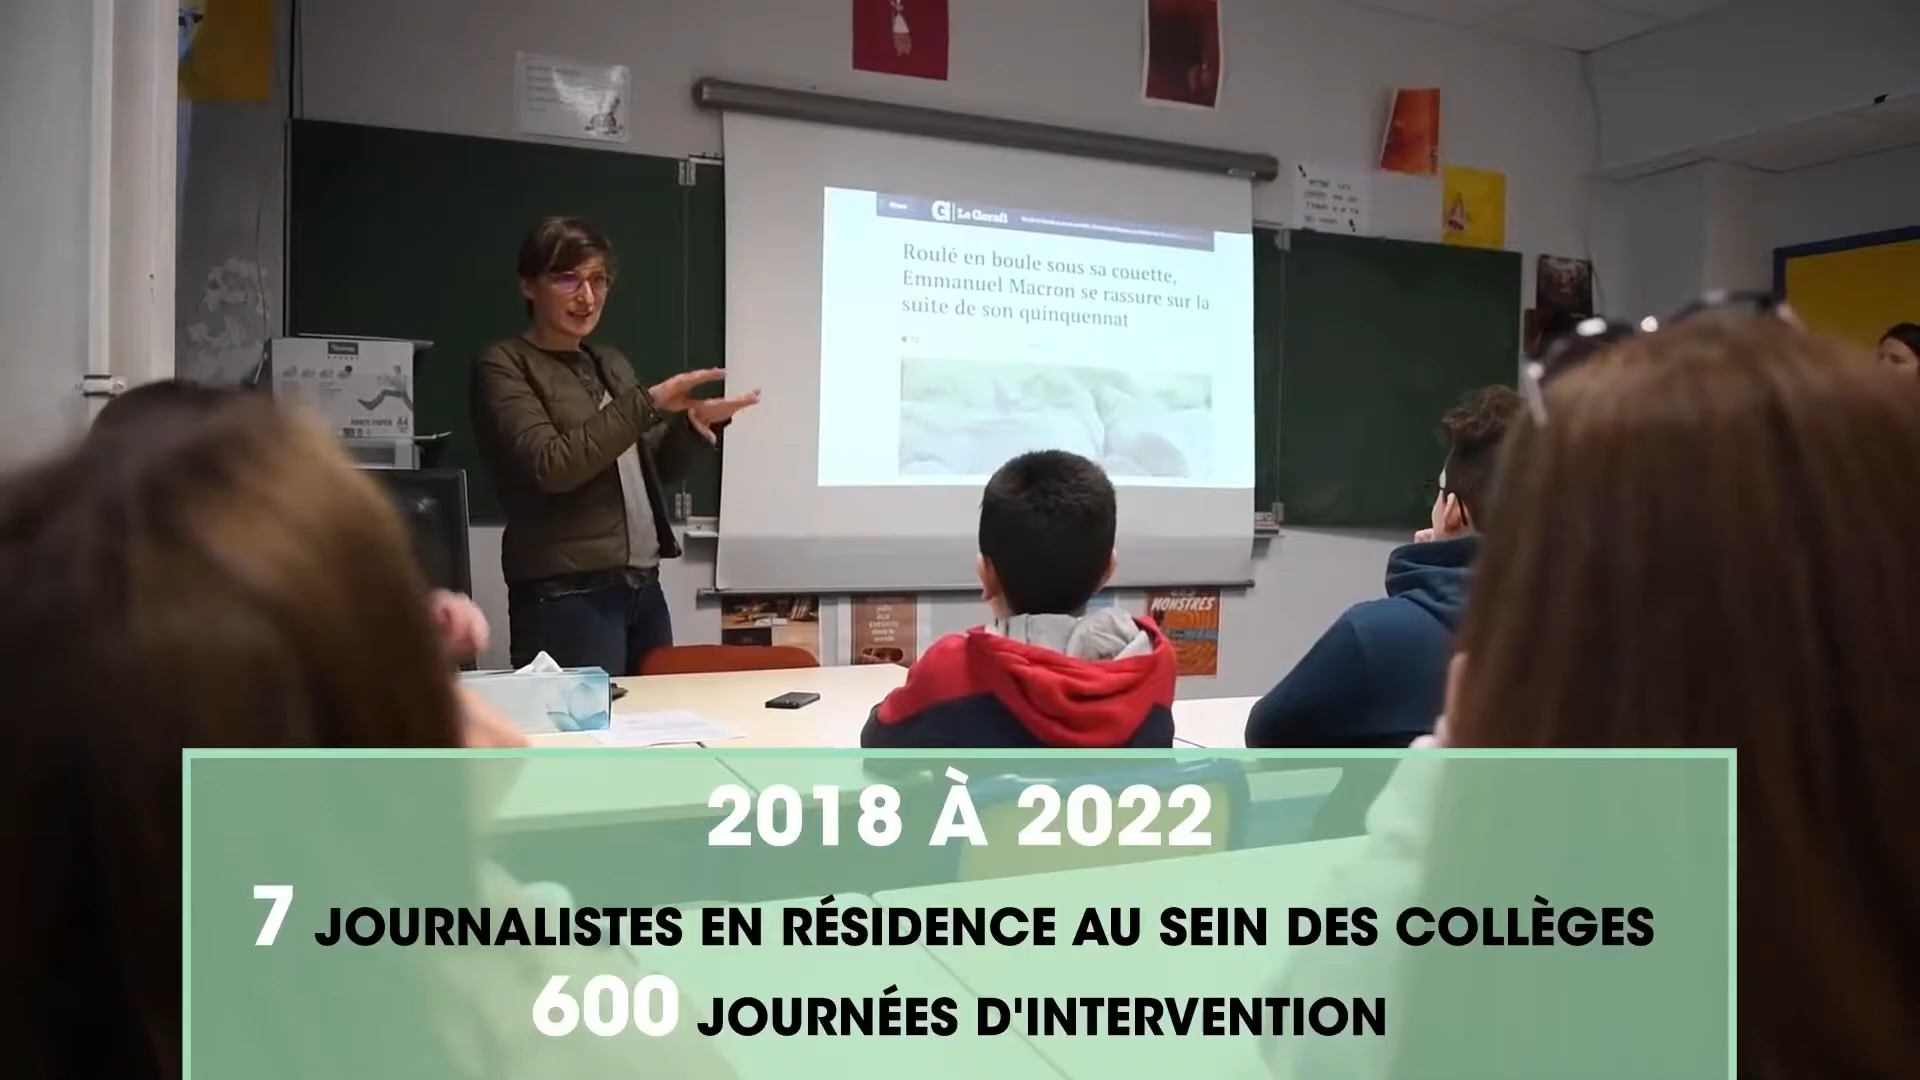 Le Gorafi
Roulé en boule sous sa couette,
Emmanuel Macron se rassure sur la
suite de son quinquennat
MONSTRES
2018 À 2022
7 JOURNALISTES EN RÉSIDENCE AU SEIN DES COLLÈGES
600 JOURNÉES D'INTERVENTION